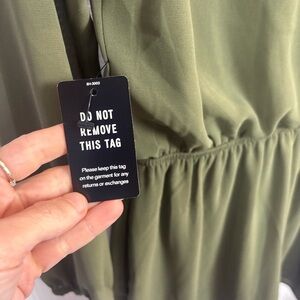 DO NOT
REMOVE
THIS TAG
Please keep this tag
on the garment for any
returns or exchanges